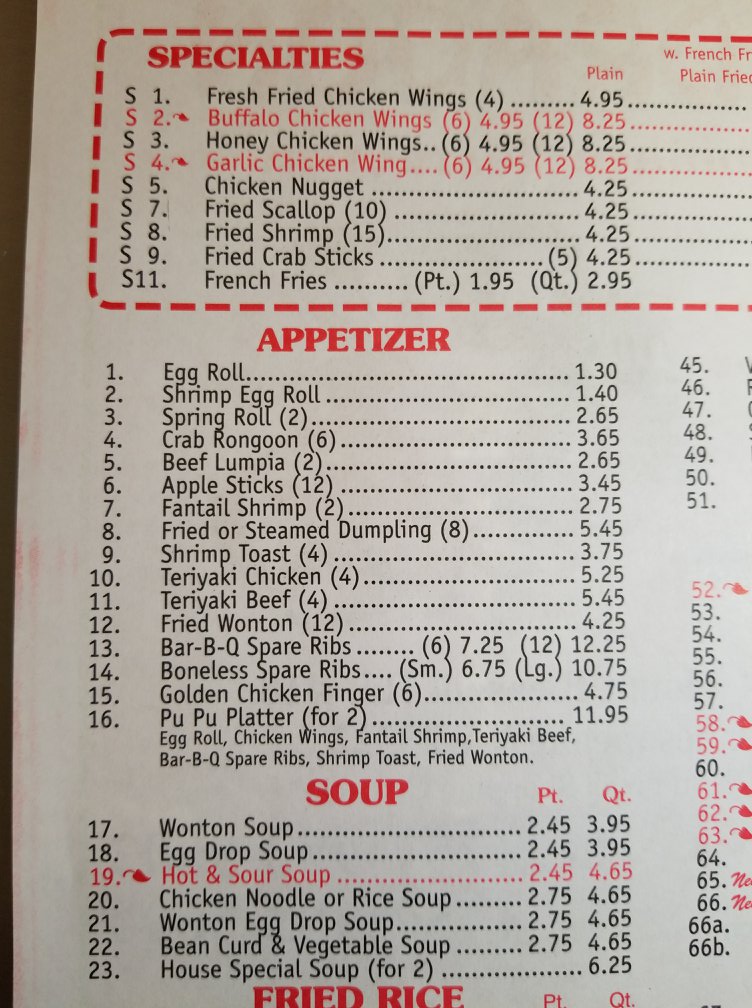 SPECIALTIES
w. French Fr
Plain Plain Fried
S 1. Fresh Fried Chicken Wings (4) ......... 4.95
S 2. Buffalo Chicken Wings (6) 4.95 (12) 8.25
S 3. Honey Chicken Wings.. (6) 4.95 (12) 8.25
S 4. Garlic Chicken Wing.... (6) 4.95 (12) 8.25
S 5. Chicken Nugget ........ 4.25
S 7. Fried Scallop (10) ........ 4.25
S 8. Fried Shrimp (15)........ 4.25
S 9. Fried Crab Sticks ........ (5) 4.25
S11. French Fries .......... (Pt.) 1.95 (Qt.) 2.95
APPETIZER
1. Egg Roll........ 1.30
2. Shrimp Egg Roll ........ 1.40
3. Spring Roll (2)........ 2.65
4. Crab Rongoon (6)........ 3.65
5. Beef Lumpia (2)........ 2.65
6. Apple Sticks (12) ........ 3.45
7. Fantail Shrimp (2)........ 2.75
8. Fried or Steamed Dumpling (8)........ 5.45
9. Shrimp Toast (4) ........ 3.75
10. Teriyaki Chicken (4)........ 5.25
11. Teriyaki Beef (4) ........ 5.45
12. Fried Wonton (12) ........ 4.25
13. Bar-B-Q Spare Ribs ........ (6) 7.25 (12) 12.25
14. Boneless Spare Ribs.... (Sm.) 6.75 (Lg.) 10.75
15. Golden Chicken Finger (6)........ 4.75
16. Pu Pu Platter (for 2)........ 11.95
Egg Roll, Chicken Wings, Fantail Shrimp,Teriyaki Beef,
Bar-B-Q Spare Ribs, Shrimp Toast, Fried Wonton.
SOUP Pt. Qt.
17. Wonton Soup........ 2.45 3.95
18. Egg Drop Soup........ 2.45 3.95
19. Hot & Sour Soup ........ 2.45 4.65
20. Chicken Noodle or Rice Soup ........ 2.75 4.65
21. Wonton Egg Drop Soup........ 2.75 4.65
22. Bean Curd & Vegetable Soup ........ 2.75 4.65
23. House Special Soup (for 2) ........ 6.25
FRIED RICE Pt. Qt.
45.
46.
47.
48.
49.
50.
51.
52.
53.
54.
55.
56.
57.
58.
59.
60.
61.
62.
63.
64.
65. Ne
66. Ne
66a.
66b.